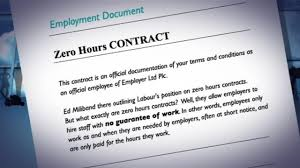 Employment Document
Zero Hours CONTRACT
This contract is an official documentation of your terms and conditions as
an official employee of Employer Ltd Plc.
Ed Miliband there outlining Labour's position on zero hours contracts.
But what exactly are zero hours contracts? Well, they allow employers to
hire staff with no guarantee of work. In other words, employees only
work as and when they are needed by employers, often at short notice, and
are only paid for the hours they work.